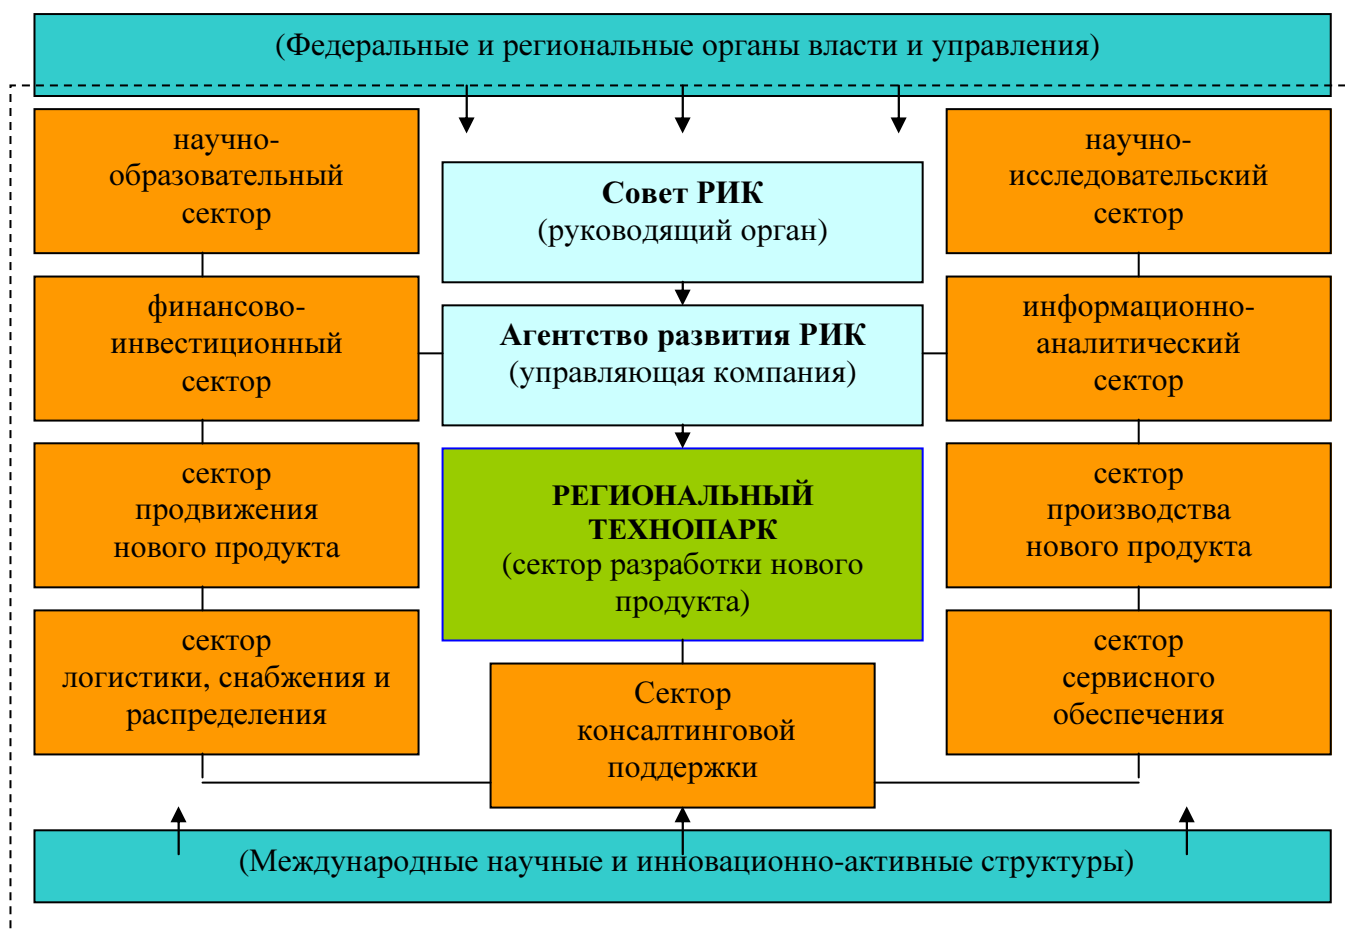 (Федеральные и региональные органы власти и управления)
научно-
образовательный
сектор
Совет РИК
(руководящий орган)
научно-
исследовательский
сектор
финансово-
инвестиционный
сектор
Агентство развития РИК
(управляющая компания)
информационно-
аналитический
сектор
сектор
продвижения
нового продукта
РЕГИОНАЛЬНЫЙ
ТЕХНОПАРК
(сектор разработки нового
продукта)
сектор
производства
нового продукта
сектор
логистики, снабжения и
распределения
Сектор
консалтинговой
поддержки
сектор
сервисного
обеспечения
(Международные научные и инновационно-активные структуры)